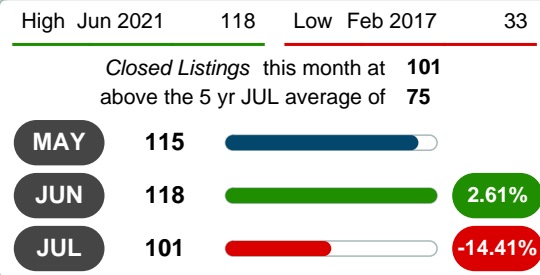 High Jun 2021 118 Low Feb 2017 33
Closed Listings this month at 101
above the 5 yr JUL average of 75
MAY 115
JUN 118 2.61%
JUL 101 -14.41%